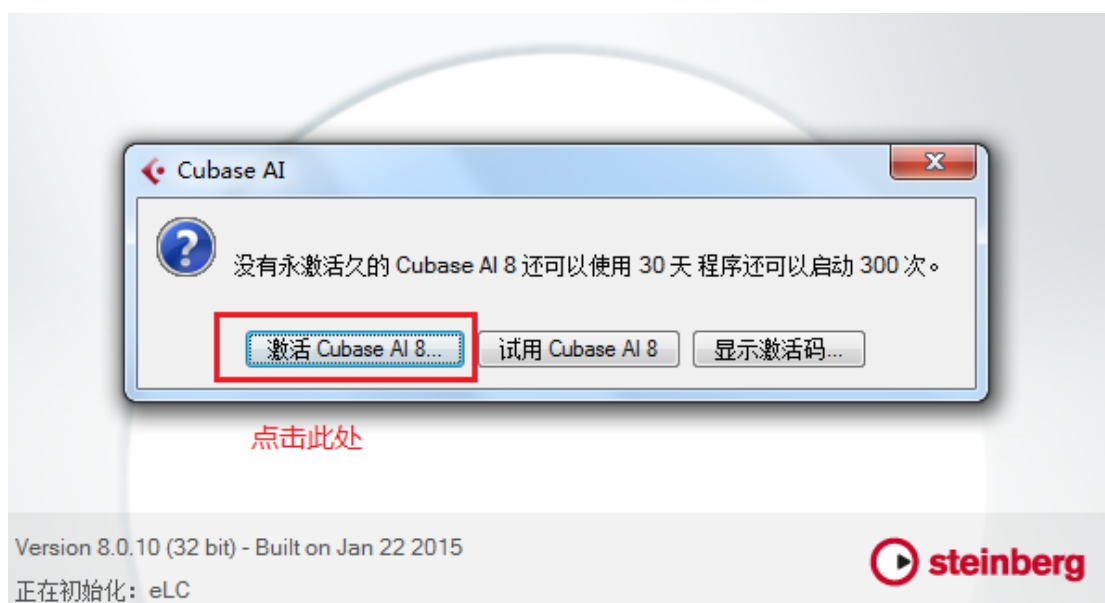 Cubase AI
没有永激活久的 Cubase AI 8 还可以使用 30 天 程序还可以启动 300 次。
激活 Cubase AI 8... 试用 Cubase AI 8 显示激活码...
点击此处
Version 8.0.10 (32 bit) - Built on Jan 22 2015
steinberg
正在初始化: eLC